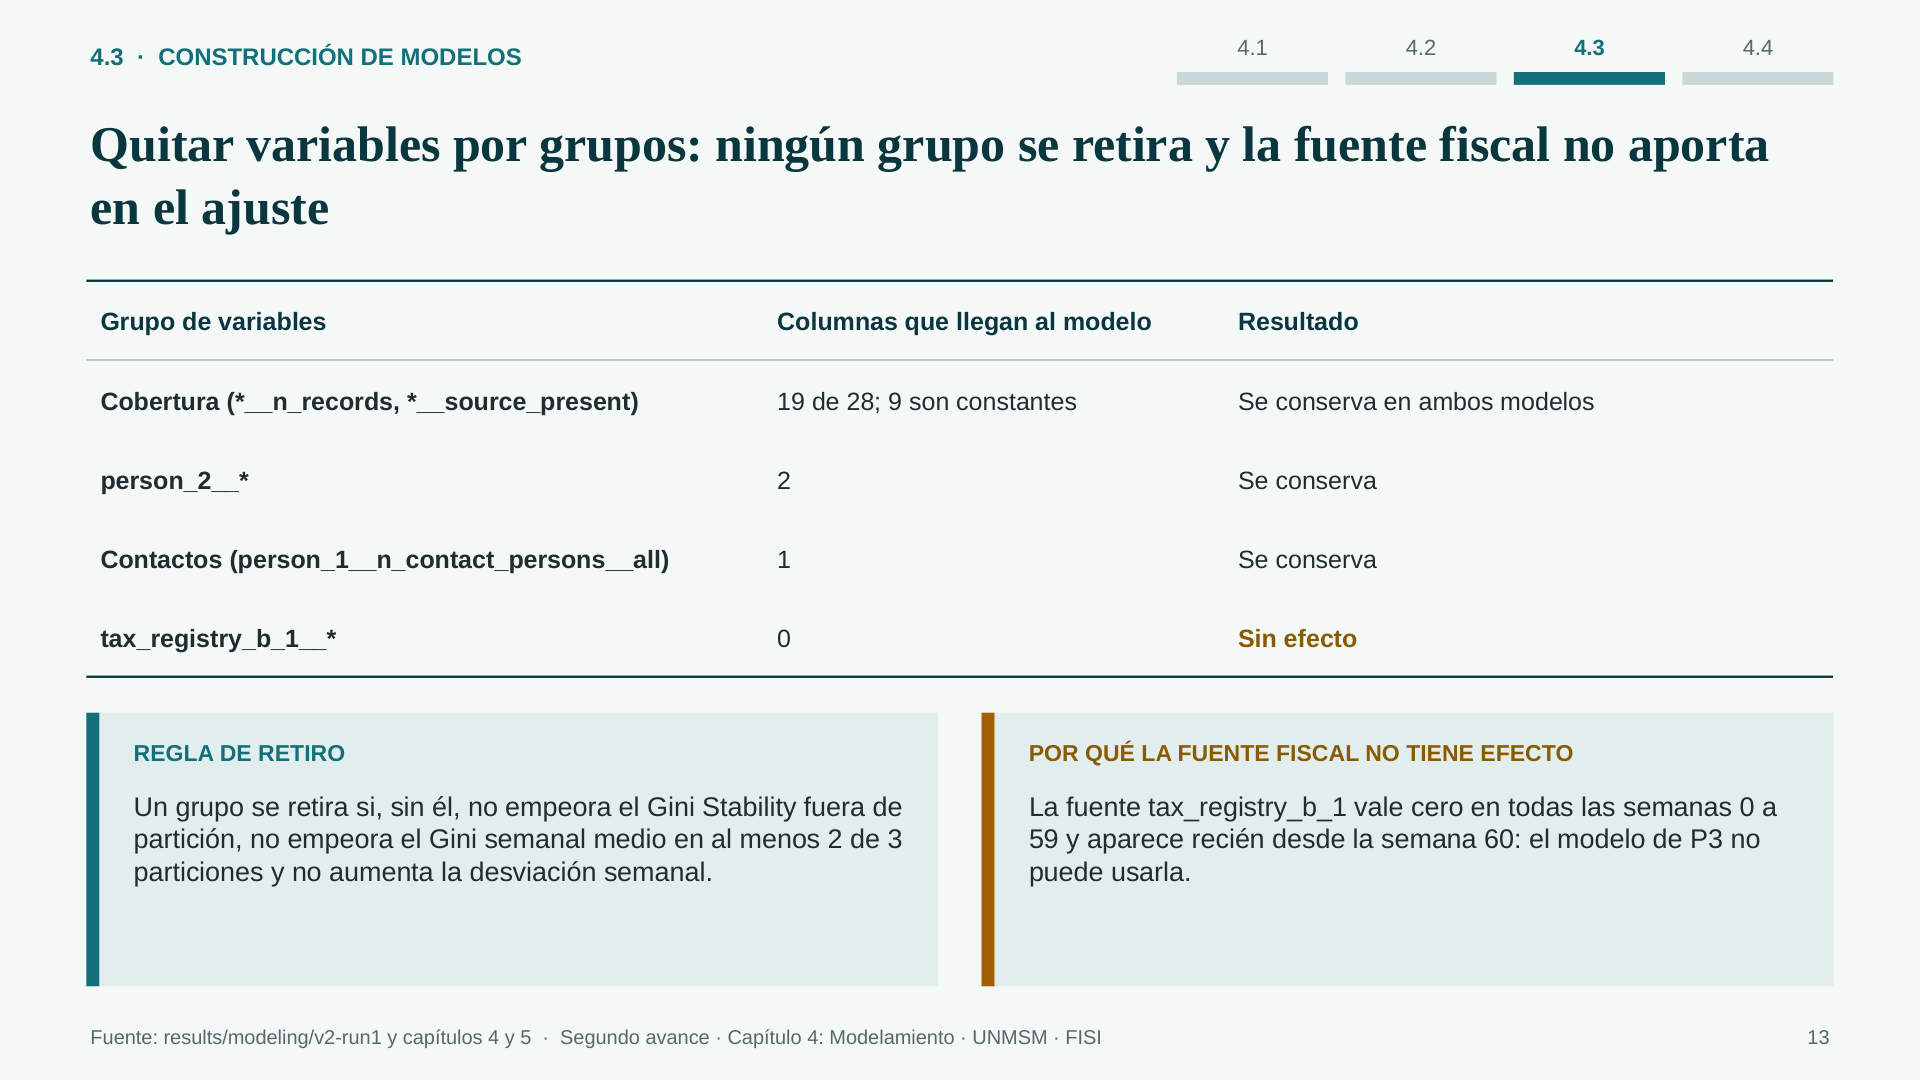 4.3 · CONSTRUCCIÓN DE MODELOS
4.1 4.2 4.3 4.4
Quitar variables por grupos: ningún grupo se retira y la fuente fiscal no aporta
en el ajuste
Grupo de variables Columnas que llegan al modelo Resultado
Cobertura (*__n_records, *__source_present) 19 de 28; 9 son constantes Se conserva en ambos modelos
person_2__* 2 Se conserva
Contactos (person_1__n_contact_persons__all) 1 Se conserva
tax_registry_b_1__* 0 Sin efecto
REGLA DE RETIRO
Un grupo se retira si, sin él, no empeora el Gini Stability fuera de
partición, no empeora el Gini semanal medio en al menos 2 de 3
particiones y no aumenta la desviación semanal.
POR QUÉ LA FUENTE FISCAL NO TIENE EFECTO
La fuente tax_registry_b_1 vale cero en todas las semanas 0 a
59 y aparece recién desde la semana 60: el modelo de P3 no
puede usarla.
Fuente: results/modeling/v2-run1 y capítulos 4 y 5 · Segundo avance · Capítulo 4: Modelamiento · UNMSM · FISI
13